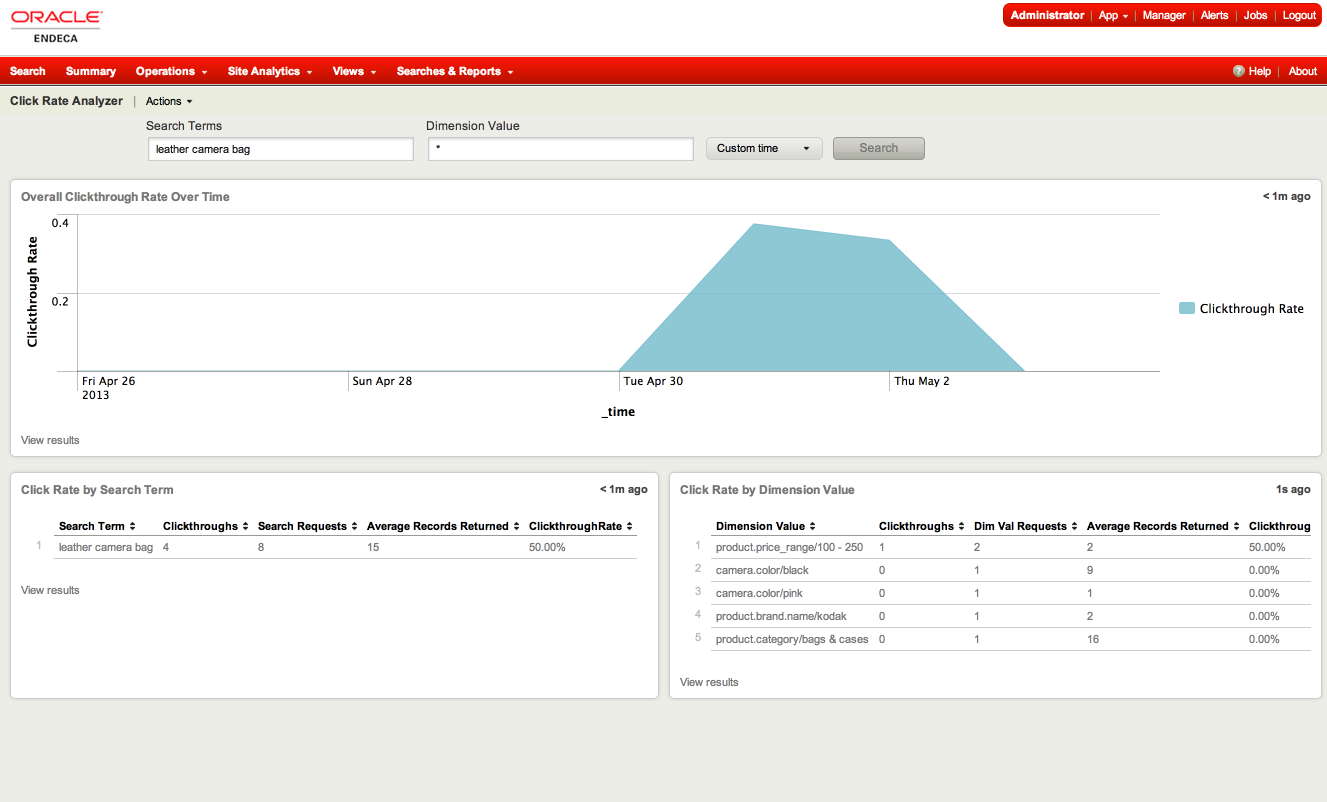 ORACLE
ENDECA
Administrator | App | Manager | Alerts | Jobs | Logout
Search Summary Operations Site Analytics Views Searches & Reports ? Help | About
Click Rate Analyzer | Actions
Search Terms Dimension Value
leather camera bag * Custom time Search
Overall Clickthrough Rate Over Time < 1m ago
0.4
0.2
Clickthrough Rate
Clickthrough Rate
Fri Apr 26 Sun Apr 28 Tue Apr 30 Thu May 2
2013
_time
View results
Click Rate by Search Term < 1m ago
Search Term Clickthroughs Search Requests Average Records Returned ClickthroughRate
1 leather camera bag 4 8 15 50.00%
View results
Click Rate by Dimension Value 1s ago
Dimension Value Clickthroughs Dim Val Requests Average Records Returned Clickthroug
1 product.price_range/100 - 250 1 2 2 50.00%
2 camera.color/black 0 1 9 0.00%
3 camera.color/pink 0 1 1 0.00%
4 product.brand.name/kodak 0 1 2 0.00%
5 product.category/bags & cases 0 1 16 0.00%
View results